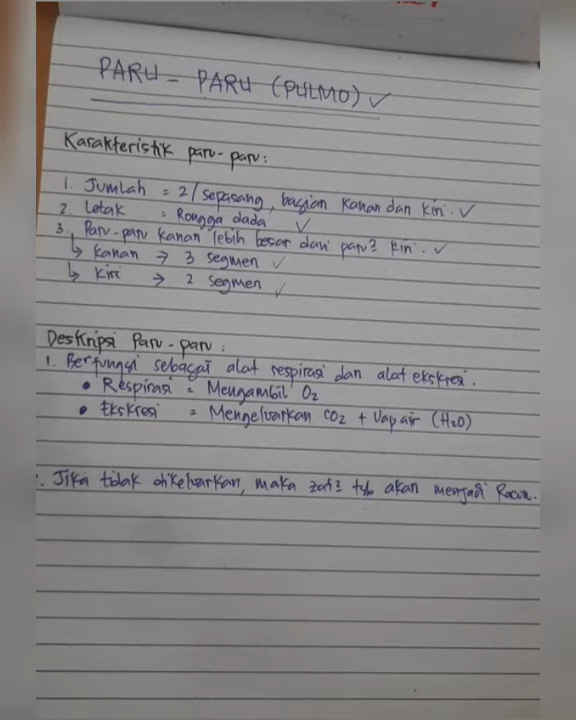 PARU - PARU (PULMO) ✓
Karakteristik paru-paru :
1. Jumlah = 2/sepasang, bagian kanan dan kiri. ✓
2. Letak : Rongga dada ✓
3. Paru-paru kanan lebih besar dari paru2 kiri. ✓
↳ kanan → 3 segmen ✓
↳ kiri → 2 segmen ✓
Deskripsi Paru-paru :
1. Berfungsi sebagai alat respirasi dan alat ekskresi.
• Respirasi = Mengambil O2
• Ekskresi = Mengeluarkan CO2 + Uap air (H2O)
∴ Jika tidak dikeluarkan, maka zat2 tsb akan menjadi Racun.